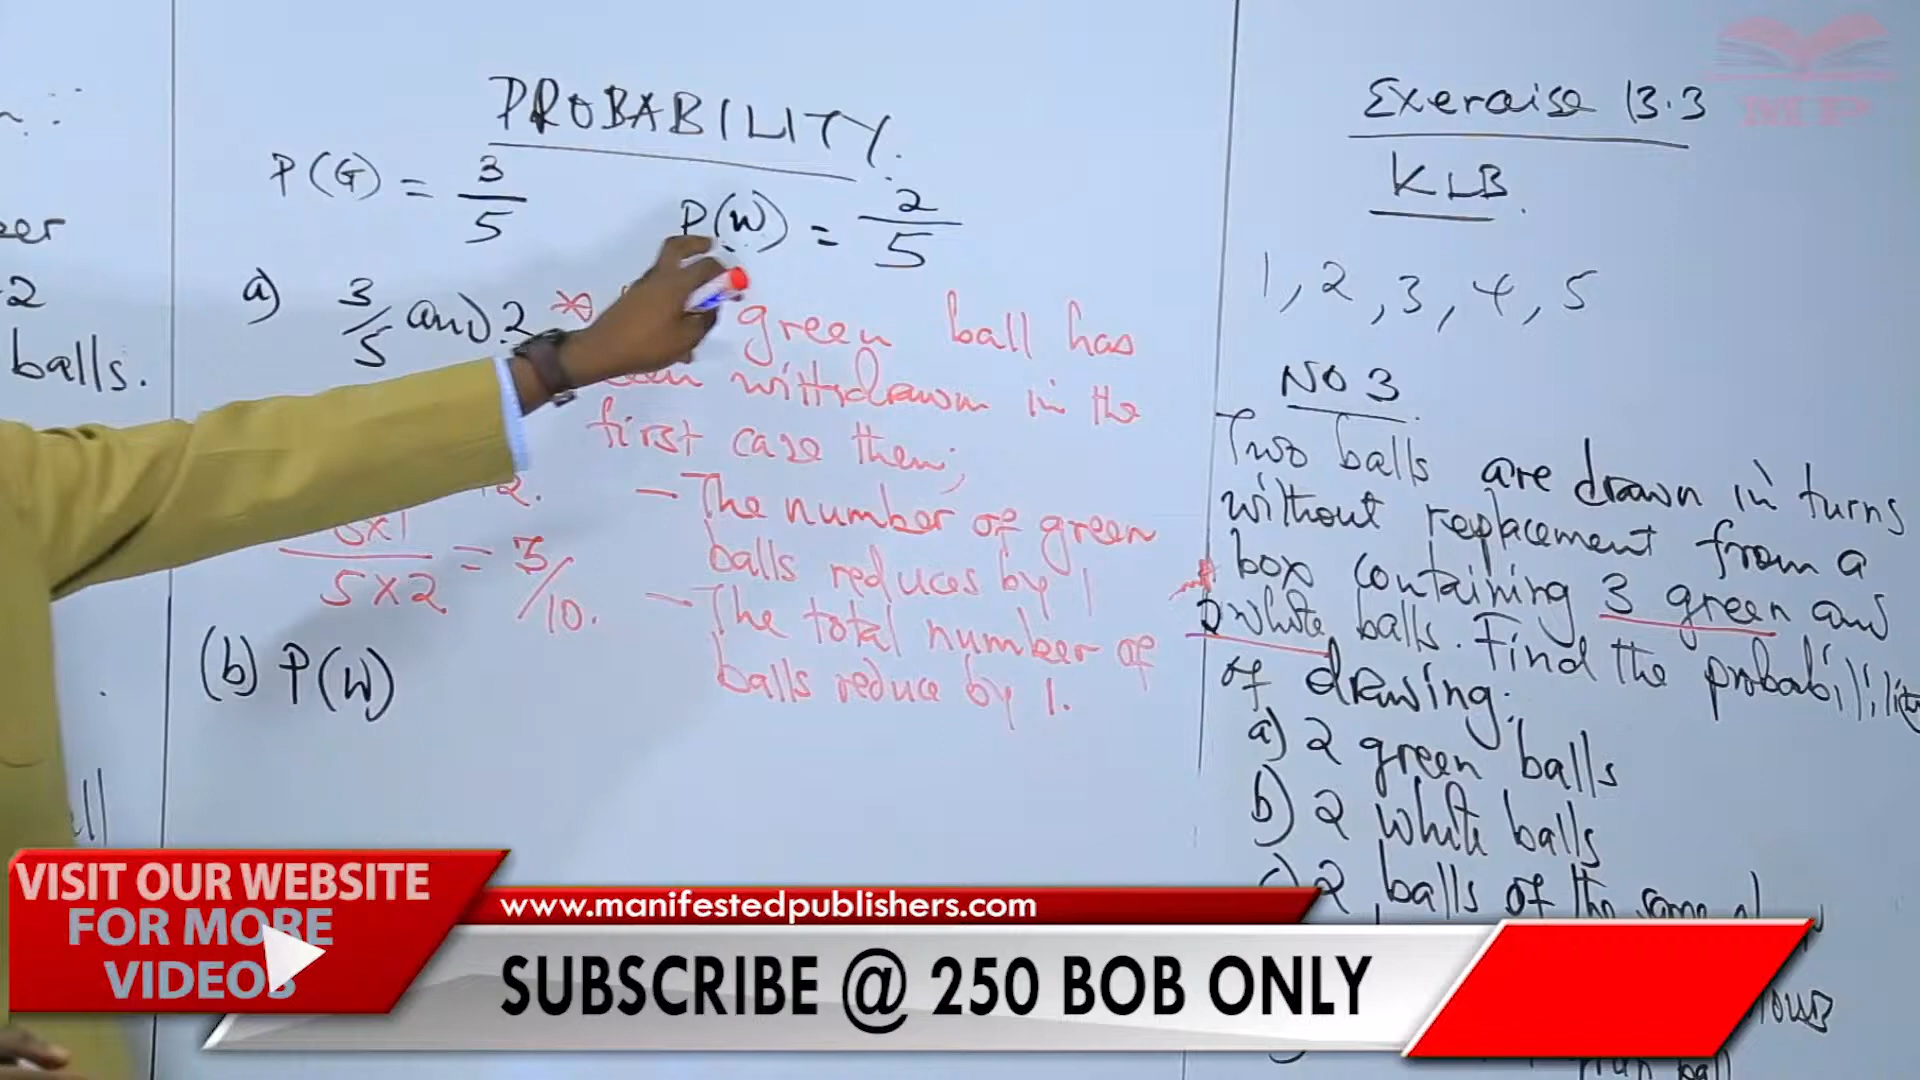 PROBABILITY.
P(G) = 3/5
P(W) = 2/5
a) 3/5 and 2
green ball has
withdrawn in the
first case then;
- The number of green
balls reduces by 1
- The total number of
balls reduce by 1.
2.
5x2 = 3/10.
(b) P(W)
balls.
Exercise 13.3
KLB.
1, 2, 3, 4, 5
NO 3
Two balls are drawn in turns
without replacement from a
box containing 3 green and
2 white balls. Find the probability
of drawing:
a) 2 green balls
b) 2 white balls
c) 2 balls of the same
ball
MP
VISIT OUR WEBSITE
FOR MORE
VIDEOS
www.manifestedpublishers.com
SUBSCRIBE @ 250 BOB ONLY